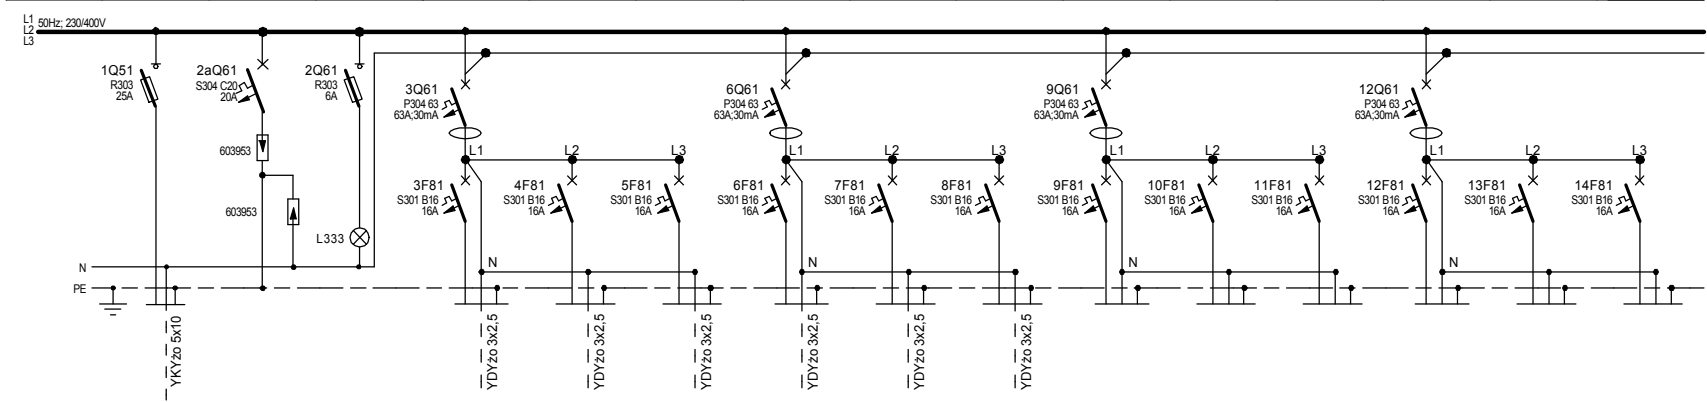 L1
L2
L3
50Hz; 230/400V
1Q51
R303
25A
2aQ61
S304 C20
20A
2Q61
R303
6A
3Q61
P304 63
63A;30mA
6Q61
P304 63
63A;30mA
9Q61
P304 63
63A;30mA
12Q61
P304 63
63A;30mA
603953
603953
L333
L1
L2
L3
L1
L2
L3
L1
L2
L3
L1
L2
L3
3F81
S301 B16
16A
4F81
S301 B16
16A
5F81
S301 B16
16A
6F81
S301 B16
16A
7F81
S301 B16
16A
8F81
S301 B16
16A
9F81
S301 B16
16A
10F81
S301 B16
16A
11F81
S301 B16
16A
12F81
S301 B16
16A
13F81
S301 B16
16A
14F81
S301 B16
16A
N
N
N
N
N
PE
YKYżo 5x10
YDYżo 3x2,5
YDYżo 3x2,5
YDYżo 3x2,5
YDYżo 3x2,5
YDYżo 3x2,5
YDYżo 3x2,5